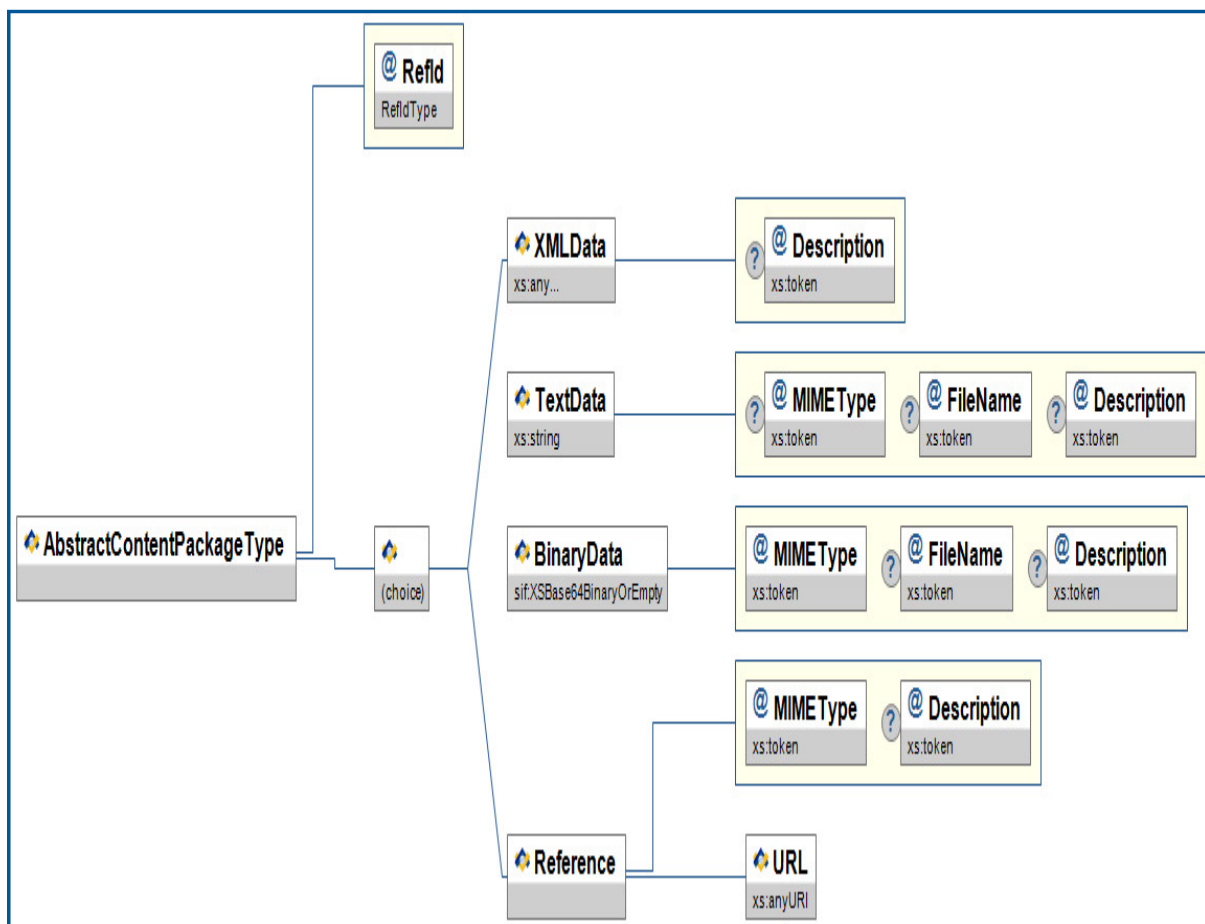 @ RefId
RefIdType
XMLData
xs:any...
? @ Description
xs:token
TextData
xs:string
? @ MIMEType
xs:token
? @ FileName
xs:token
? @ Description
xs:token
AbstractContentPackageType
(choice)
BinaryData
sif:XSBase64BinaryOrEmpty
@ MIMEType
xs:token
? @ FileName
xs:token
? @ Description
xs:token
@ MIMEType
xs:token
? @ Description
xs:token
Reference
URL
xs:anyURI